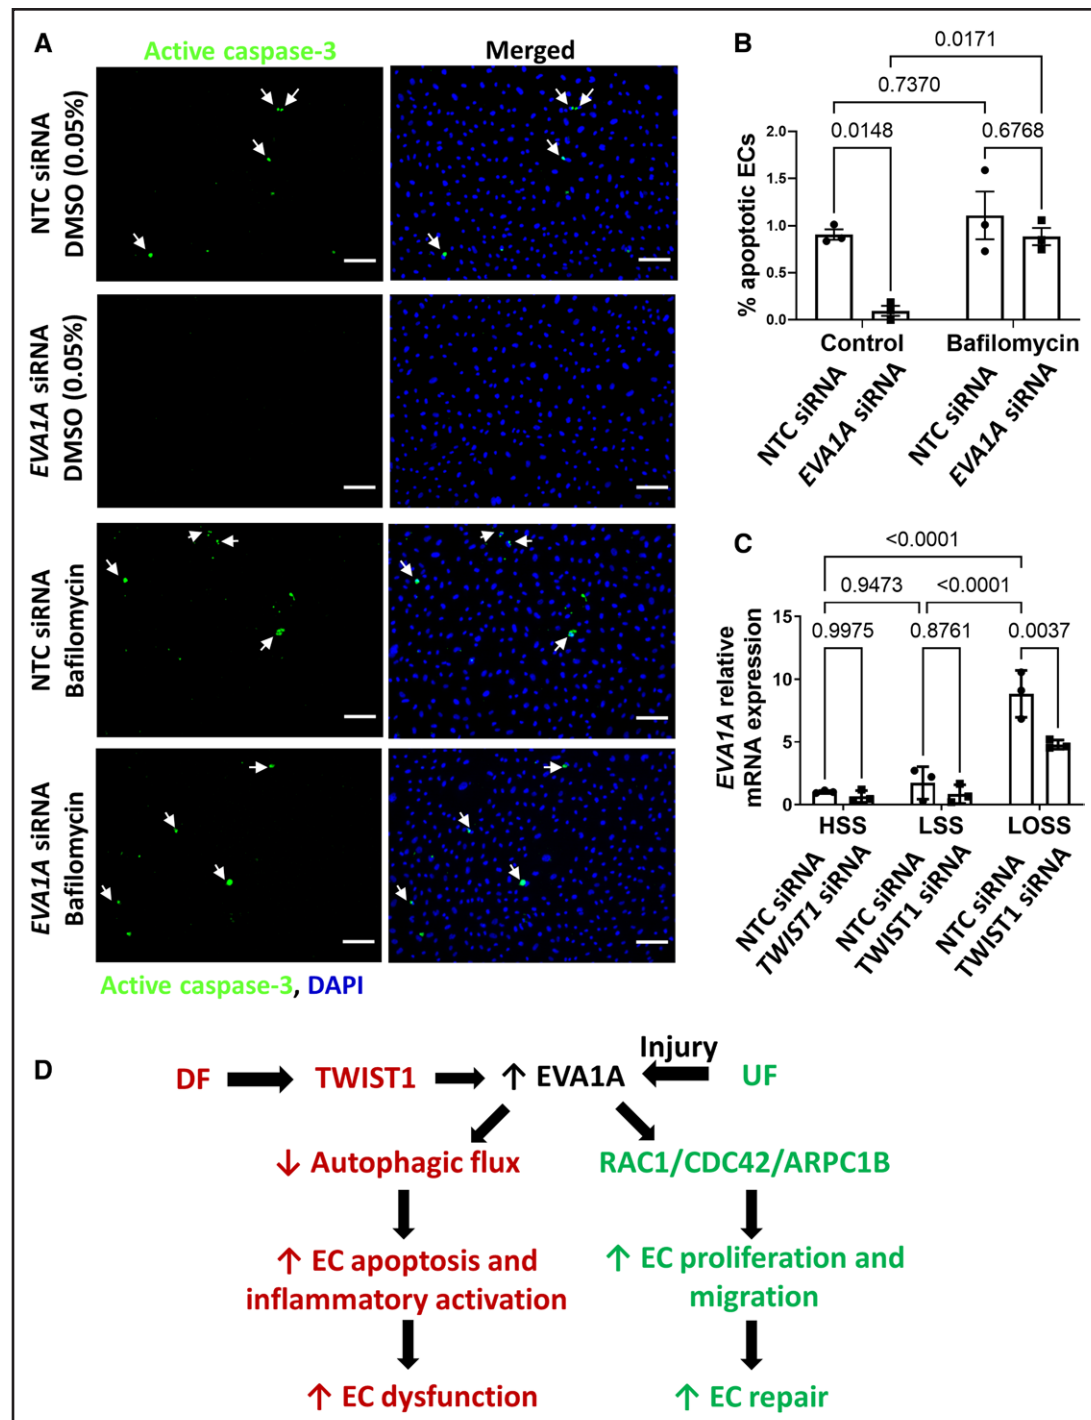 A
Active caspase-3
Merged
NTC siRNA
DMSO (0.05%)
EVA1A siRNA
DMSO (0.05%)
NTC siRNA
Bafilomycin
EVA1A siRNA
Bafilomycin
Active caspase-3, DAPI
B
0.0171
0.7370
0.0148
0.6768
% apoptotic ECs
2.0
1.5
1.0
0.5
0.0
Control
Bafilomycin
NTC siRNA
EVA1A siRNA
NTC siRNA
EVA1A siRNA
C
<0.0001
0.9473
<0.0001
0.9975
0.8761
0.0037
EVA1A relative
mRNA expression
15
10
5
0
HSS
LSS
LOSS
NTC siRNA
TWIST1 siRNA
NTC siRNA
TWIST1 siRNA
NTC siRNA
TWIST1 siRNA
D
DF
TWIST1
↑ EVA1A
Injury
UF
↓ Autophagic flux
RAC1/CDC42/ARPC1B
↑ EC apoptosis and
inflammatory activation
↑ EC proliferation and
migration
↑ EC dysfunction
↑ EC repair